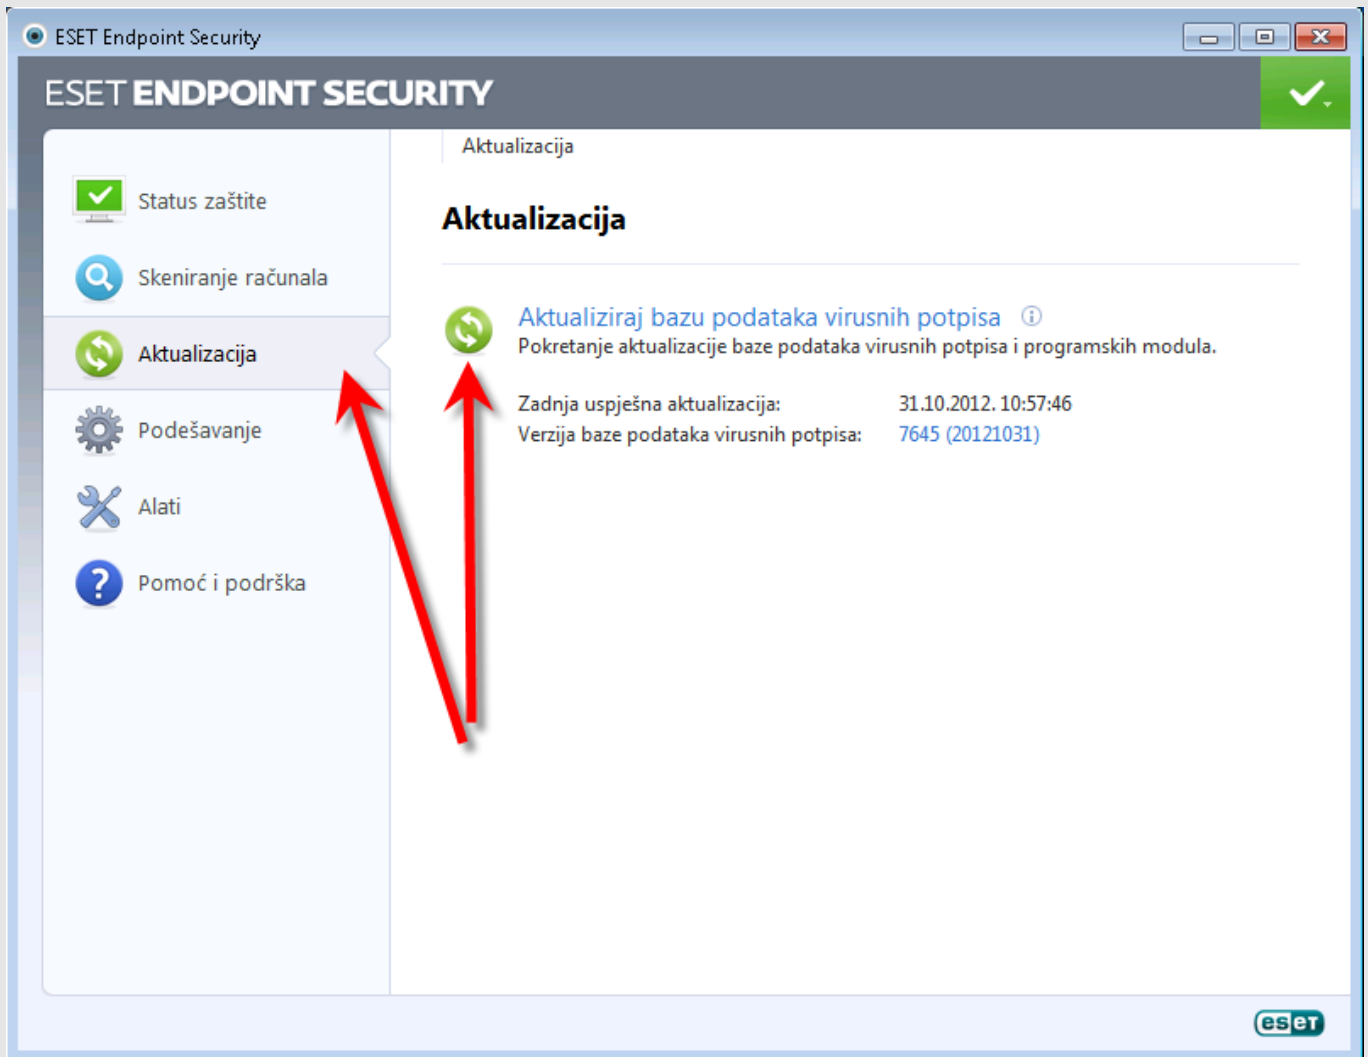 ESET Endpoint Security
ESET ENDPOINT SECURITY
Status zaštite
Skeniranje računala
Aktualizacija
Podešavanje
Alati
Pomoć i podrška
Aktualizacija
Aktualizacija
Aktualiziraj bazu podataka virusnih potpisa
Pokretanje aktualizacije baze podataka virusnih potpisa i programskih modula.
Zadnja uspješna aktualizacija: 31.10.2012. 10:57:46
Verzija baze podataka virusnih potpisa: 7645 (20121031)
eset